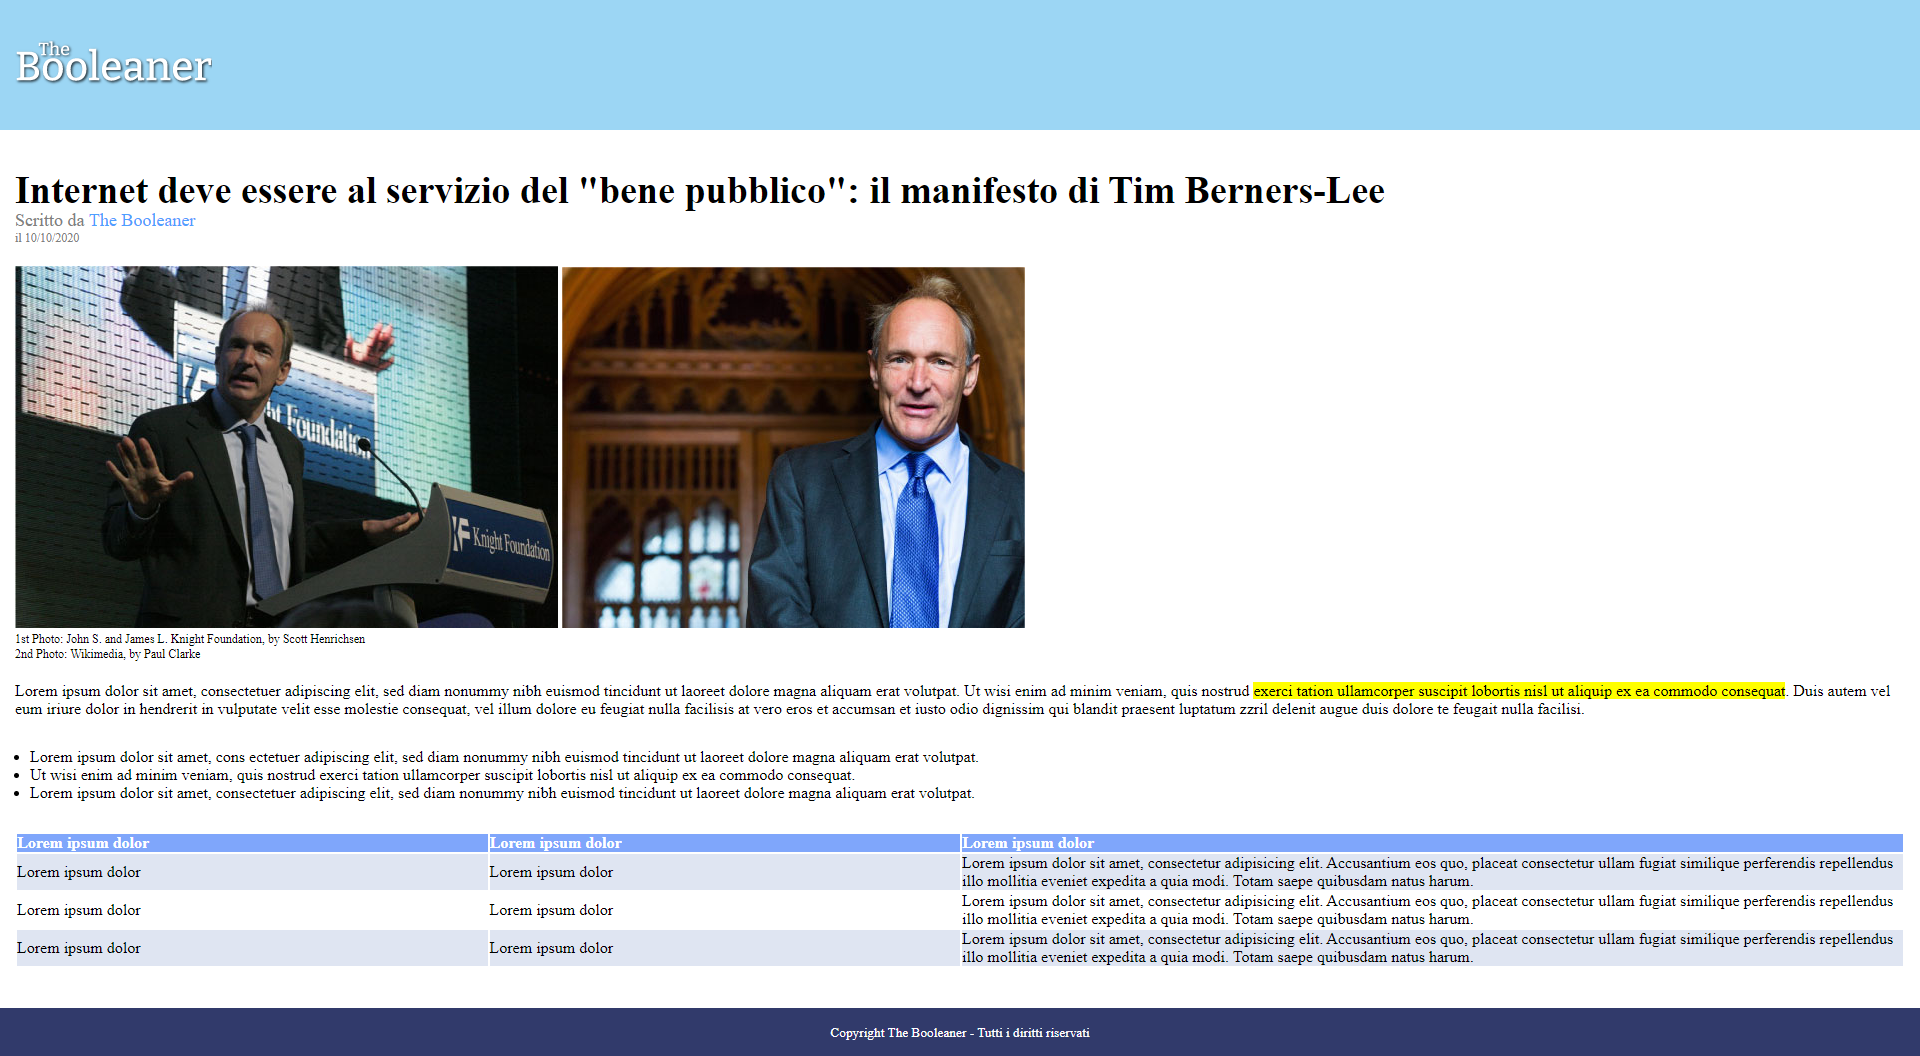 The
Booleaner
Internet deve essere al servizio del "bene pubblico": il manifesto di Tim Berners-Lee
Scritto da The Booleaner
il 10/10/2020
Knight Foundation
Knight Foundation
1st Photo: John S. and James L. Knight Foundation, by Scott Henrichsen
2nd Photo: Wikimedia, by Paul Clarke
Lorem ipsum dolor sit amet, consectetuer adipiscing elit, sed diam nonummy nibh euismod tincidunt ut laoreet dolore magna aliquam erat volutpat. Ut wisi enim ad minim veniam, quis nostrud exerci tation ullamcorper suscipit lobortis nisl ut aliquip ex ea commodo consequat. Duis autem vel
eum iriure dolor in hendrerit in vulputate velit esse molestie consequat, vel illum dolore eu feugiat nulla facilisis at vero eros et accumsan et iusto odio dignissim qui blandit praesent luptatum zzril delenit augue duis dolore te feugait nulla facilisi.
Lorem ipsum dolor sit amet, cons ectetuer adipiscing elit, sed diam nonummy nibh euismod tincidunt ut laoreet dolore magna aliquam erat volutpat.
Ut wisi enim ad minim veniam, quis nostrud exerci tation ullamcorper suscipit lobortis nisl ut aliquip ex ea commodo consequat.
Lorem ipsum dolor sit amet, consectetuer adipiscing elit, sed diam nonummy nibh euismod tincidunt ut laoreet dolore magna aliquam erat volutpat.
Lorem ipsum dolor Lorem ipsum dolor Lorem ipsum dolor
Lorem ipsum dolor Lorem ipsum dolor Lorem ipsum dolor sit amet, consectetur adipisicing elit. Accusantium eos quo, placeat consectetur ullam fugiat similique perferendis repellendus
illo mollitia eveniet expedita a quia modi. Totam saepe quibusdam natus harum.
Lorem ipsum dolor Lorem ipsum dolor Lorem ipsum dolor sit amet, consectetur adipisicing elit. Accusantium eos quo, placeat consectetur ullam fugiat similique perferendis repellendus
illo mollitia eveniet expedita a quia modi. Totam saepe quibusdam natus harum.
Lorem ipsum dolor Lorem ipsum dolor Lorem ipsum dolor sit amet, consectetur adipisicing elit. Accusantium eos quo, placeat consectetur ullam fugiat similique perferendis repellendus
illo mollitia eveniet expedita a quia modi. Totam saepe quibusdam natus harum.
Copyright The Booleaner - Tutti i diritti riservati